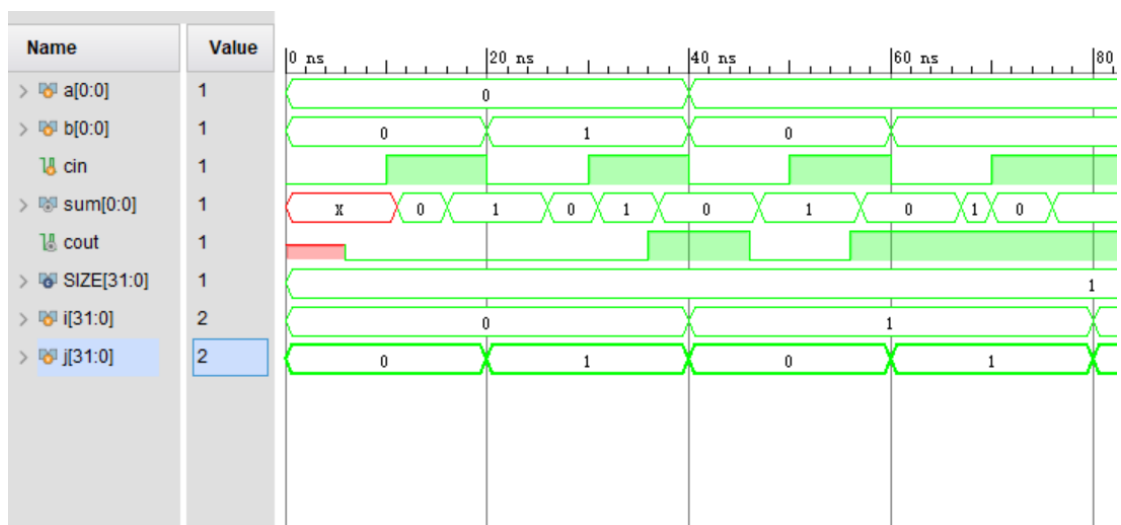 Name Value 0 ns 20 ns 40 ns 60 ns 80
a[0:0] 1 0
b[0:0] 1 0 1 0
cin 1
sum[0:0] 1 X 0 1 0 1 0 1 0 1 0
cout 1
SIZE[31:0] 1 1
i[31:0] 2 0 1
j[31:0] 2 0 1 0 1